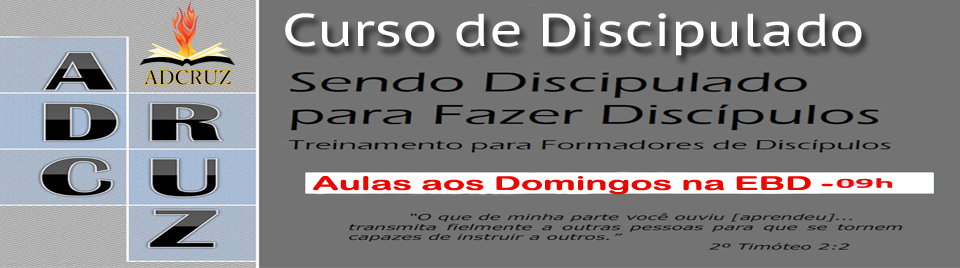 ADCRUZ
A
D R
C U
Z
Curso de Discipulado
Sendo Discipulado
para Fazer Discípulos
Treinamento para Formadores de Discípulos
Aulas aos Domingos na EBD -09h
"O que de minha parte você ouviu [aprendeu]...
transmita fielmente a outras pessoas para que se tornem
capazes de instruir a outros."
2º Timóteo 2:2